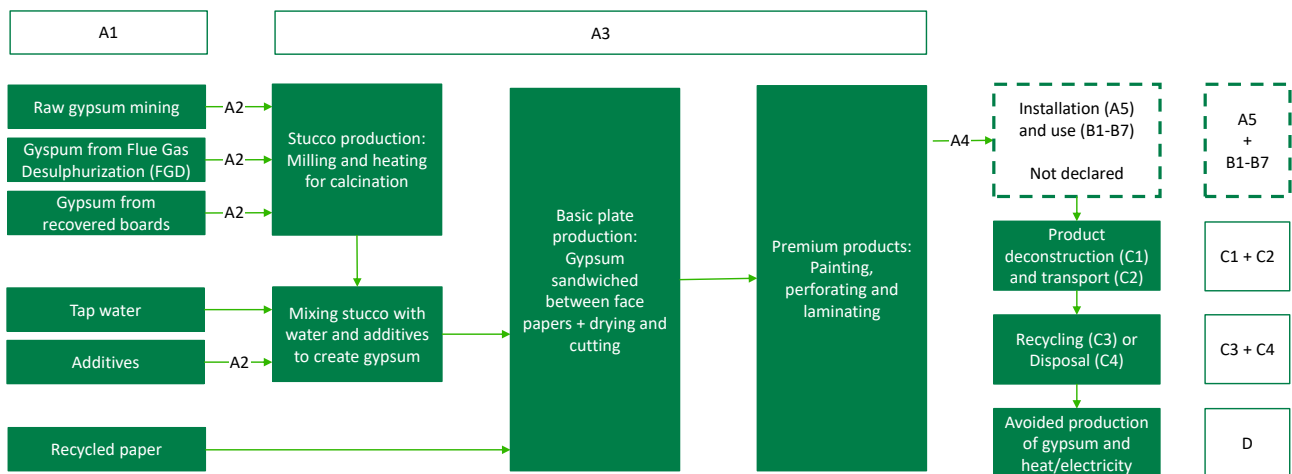 A1
A3
Raw gypsum mining
A2
Gyspum from Flue Gas
Desulphurization (FGD)
A2
Gypsum from
recovered boards
A2
Stucco production:
Milling and heating
for calcination
Tap water
Additives
A2
Mixing stucco with
water and additives
to create gypsum
Recycled paper
Basic plate
production:
Gypsum
sandwiched
between face
papers + drying and
cutting
Premium products:
Painting,
perforating and
laminating
A4
Installation (A5)
and use (B1-B7)
Not declared
A5
+
B1-B7
Product
deconstruction (C1)
and transport (C2)
C1 + C2
Recycling (C3) or
Disposal (C4)
C3 + C4
Avoided production
of gypsum and
heat/electricity
D